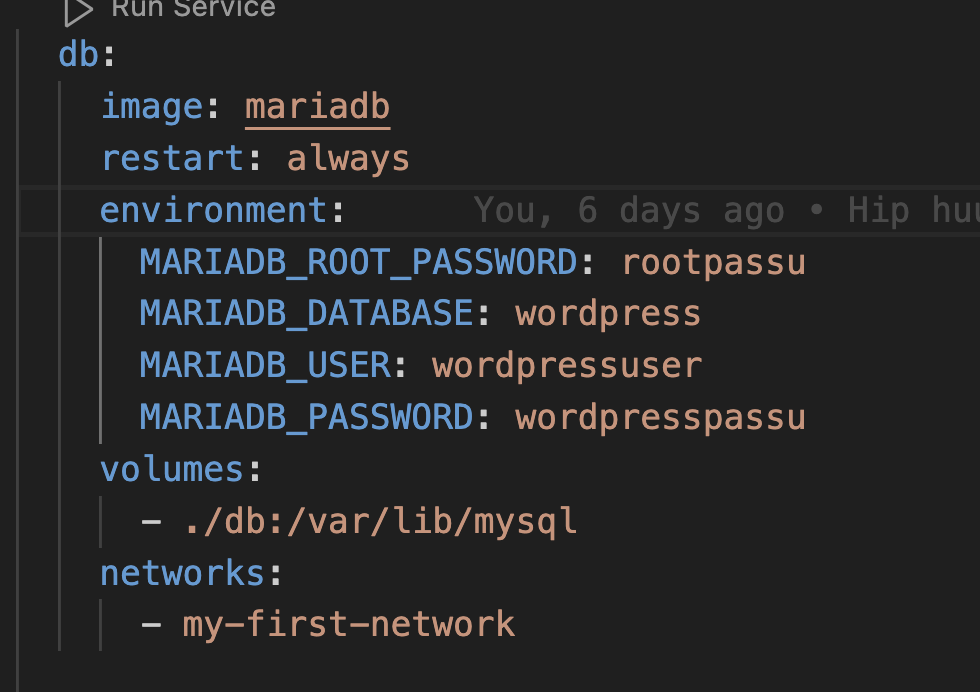 Run Service
db:
image: mariadb
restart: always
environment: You, 6 days ago • Hip
MARIADB_ROOT_PASSWORD: rootpassu
MARIADB_DATABASE: wordpress
MARIADB_USER: wordpressuser
MARIADB_PASSWORD: wordpresspassu
volumes:
- ./db:/var/lib/mysql
networks:
- my-first-network